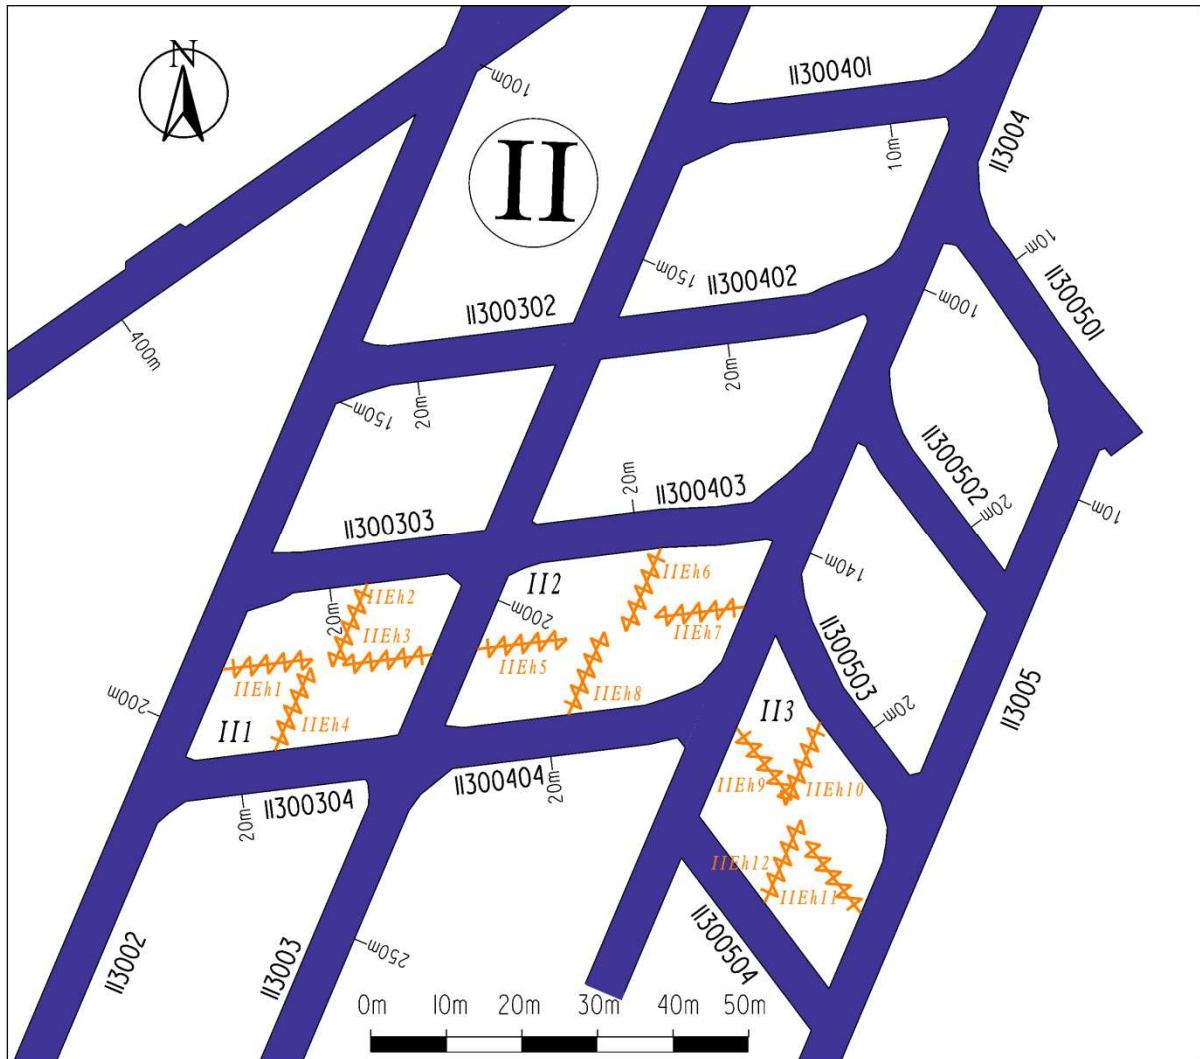 N
100m
II300401
10m
II3004
II
150m
10m
II300402
II300302
100m
II300501
400m
20m
20m
150m
II300502
20m
10m
20m
II300403
II300303
II2
IIEh6
140m
200m
20m
IIEh2
IIEh3
IIEh7
II300503
IIEh5
IIEh1
IIEh8
200m
II1
IIEh4
II3
20m
II3005
II300404
20m
IIEh9
IIEh10
II300304
20m
IIEh12
IIEh11
II3002
II3003
250m
II300504
0m 10m 20m 30m 40m 50m